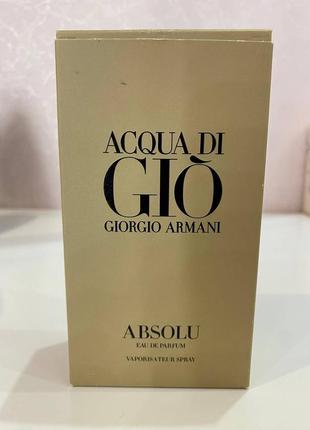 ACQUA DI
GIÒ
GIORGIO ARMANI
ABSOLU
EAU DE PARFUM
VAPORISATEUR SPRAY